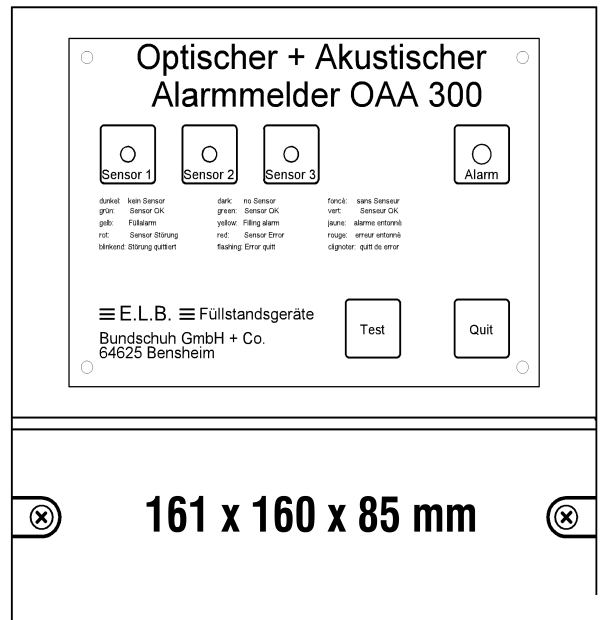 Optischer + Akustischer
Alarmmelder OAA 300
Sensor 1 Sensor 2 Sensor 3 Alarm
dunkel: kein Sensor dark: no Sensor foncè: sans Senseur
grün: Sensor OK green: Sensor OK vert: Senseur OK
gelb: Füllalarm yellow: Filling alarm jaune: alarme entonnè
rot: Sensor Störung red: Sensor Error rouge: erreur entonnè
blinkend: Störung quittiert flashing: Error quitt clignoter: quitt de error
E.L.B. Füllstandsgeräte
Bundschuh GmbH + Co.
64625 Bensheim
Test Quit
161 x 160 x 85 mm